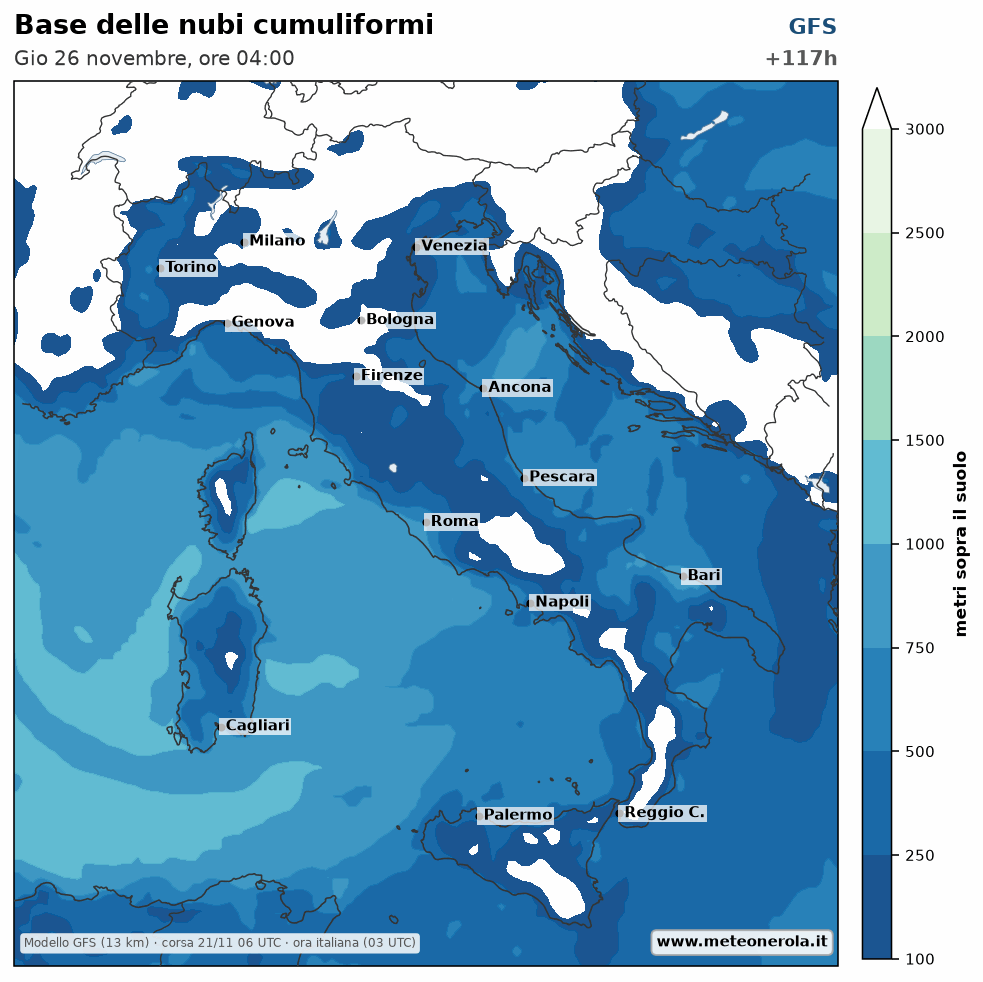 Base delle nubi cumuliformi
GFS
Gio 26 novembre, ore 04:00
+117h
Milano
Venezia
Torino
Genova
Bologna
Firenze
Ancona
Pescara
Roma
Bari
Napoli
Cagliari
Palermo
Reggio C.
3000
2500
2000
1500
1000
750
500
250
100
metri sopra il suolo
Modello GFS (13 km) · corsa 21/11 06 UTC · ora italiana (03 UTC)
www.meteonerola.it